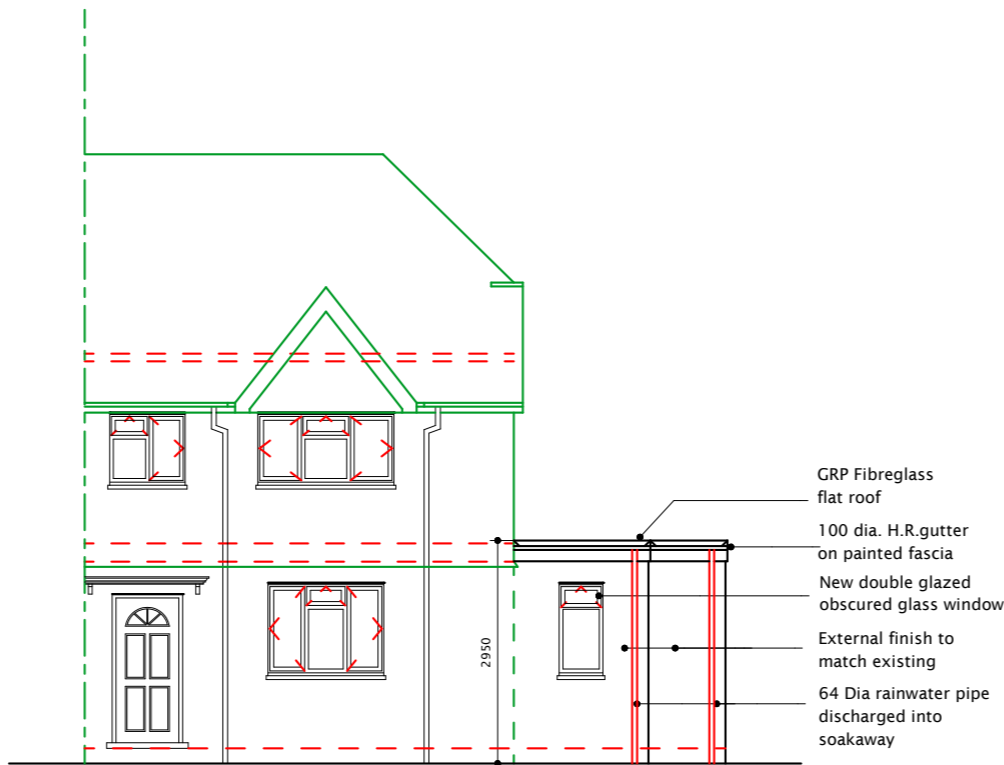 GRP Fibreglass
flat roof
100 dia. H.R.gutter
on painted fascia
New double glazed
obscured glass window
External finish to
match existing
2950
64 Dia rainwater pipe
discharged into
soakaway